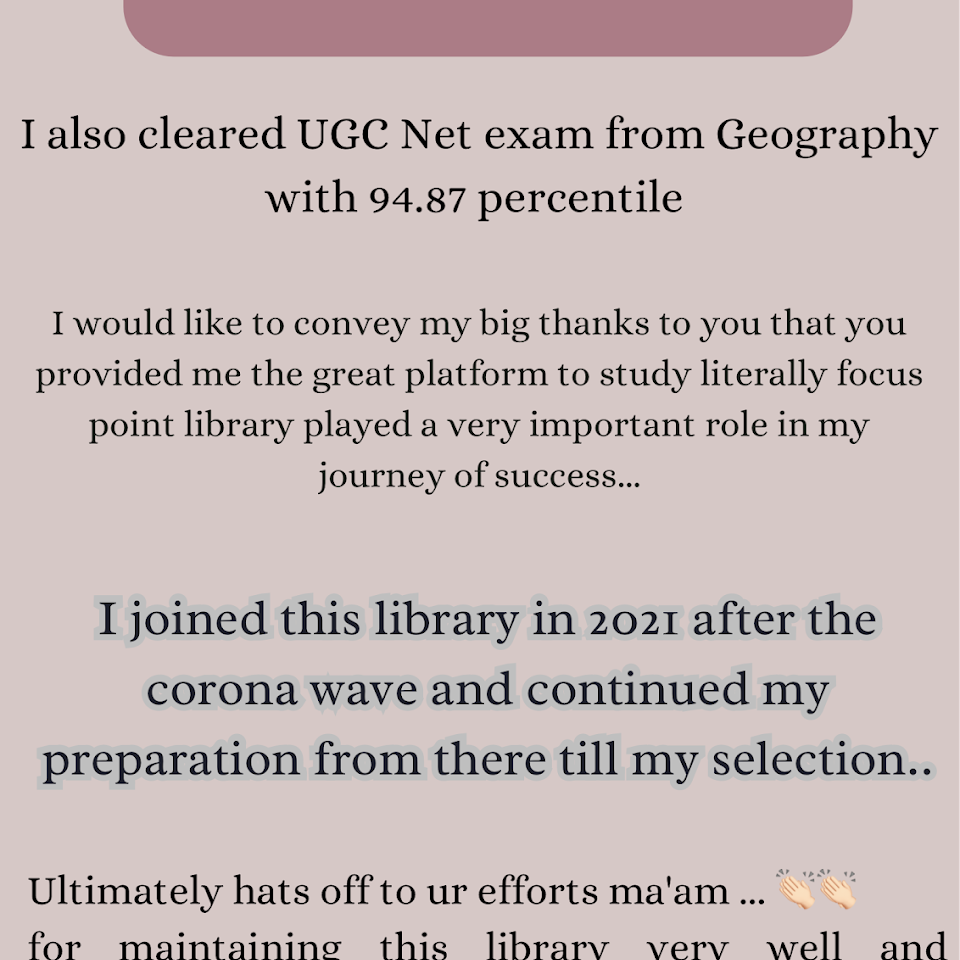 I also cleared UGC Net exam from Geography
with 94.87 percentile
I would like to convey my big thanks to you that you
provided me the great platform to study literally focus
point library played a very important role in my
journey of success...
I joined this library in 2021 after the
corona wave and continued my
preparation from there till my selection..
Ultimately hats off to ur efforts ma'am ... 👏🏻👏🏻
for maintaining this library very well and